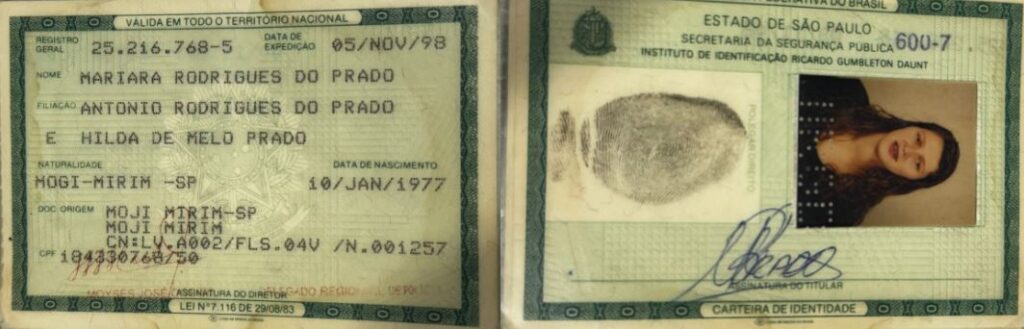 VÁLIDA EM TODO O TERRITÓRIO NACIONAL
REGISTRO GERAL 25.216.768-5 DATA DE EXPEDIÇÃO 05/NOV/98
NOME MARIARA RODRIGUES DO PRADO
FILIAÇÃO ANTONIO RODRIGUES DO PRADO
E HILDA DE MELO PRADO
NATURALIDADE DATA DE NASCIMENTO
MOGI-MIRIM -SP 10/JAN/1977
DOC ORIGEM MOJI MIRIM-SP
MOJI MIRIM
CN:LV.A002/FLS.04V /N.001257
CPF 184330768/50
ASSINATURA DO DIRETOR
LEI Nº 7.116 DE 29/08/83
DO BRASIL
ESTADO DE SÃO PAULO
SECRETARIA DA SEGURANÇA PÚBLICA 600-7
INSTITUTO DE IDENTIFICAÇÃO RICARDO GUMBLETON DAUNT
POLEGAR DIREITO
ASSINATURA DO TITULAR
CARTEIRA DE IDENTIDADE